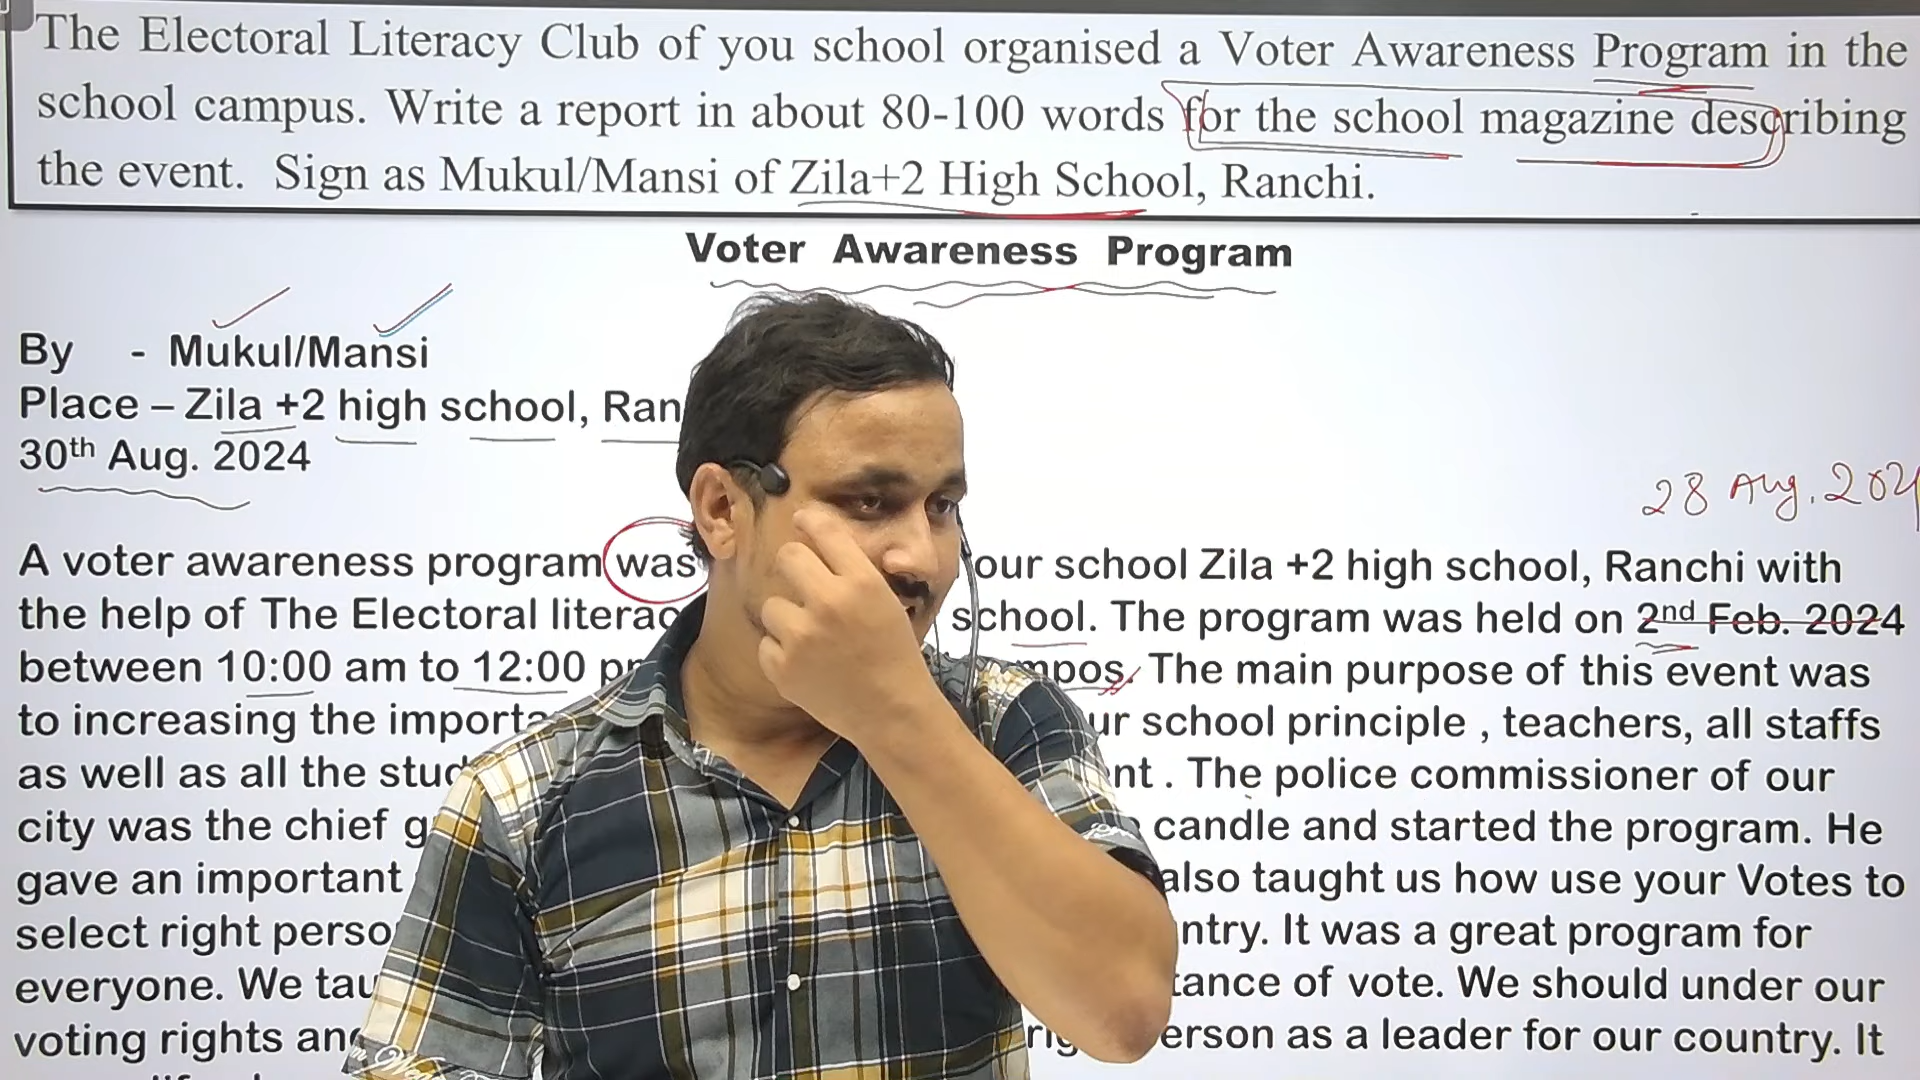 The Electoral Literacy Club of you school organised a Voter Awareness Program in the
school campus. Write a report in about 80-100 words for the school magazine describing
the event. Sign as Mukul/Mansi of Zila+2 High School, Ranchi.
Voter Awareness Program
By - Mukul/Mansi
Place – Zila +2 high school, Ran
30th Aug. 2024
28 Aug. 202
A voter awareness program was our school Zila +2 high school, Ranchi with
the help of The Electoral literac school. The program was held on 2nd Feb. 2024
between 10:00 am to 12:00 pm mpos. The main purpose of this event was
to increasing the importa ur school principle , teachers, all staffs
as well as all the stud nt . The police commissioner of our
city was the chief g candle and started the program. He
gave an important also taught us how use your Votes to
select right perso ntry. It was a great program for
everyone. We tau tance of vote. We should under our
voting rights and rig erson as a leader for our country. It